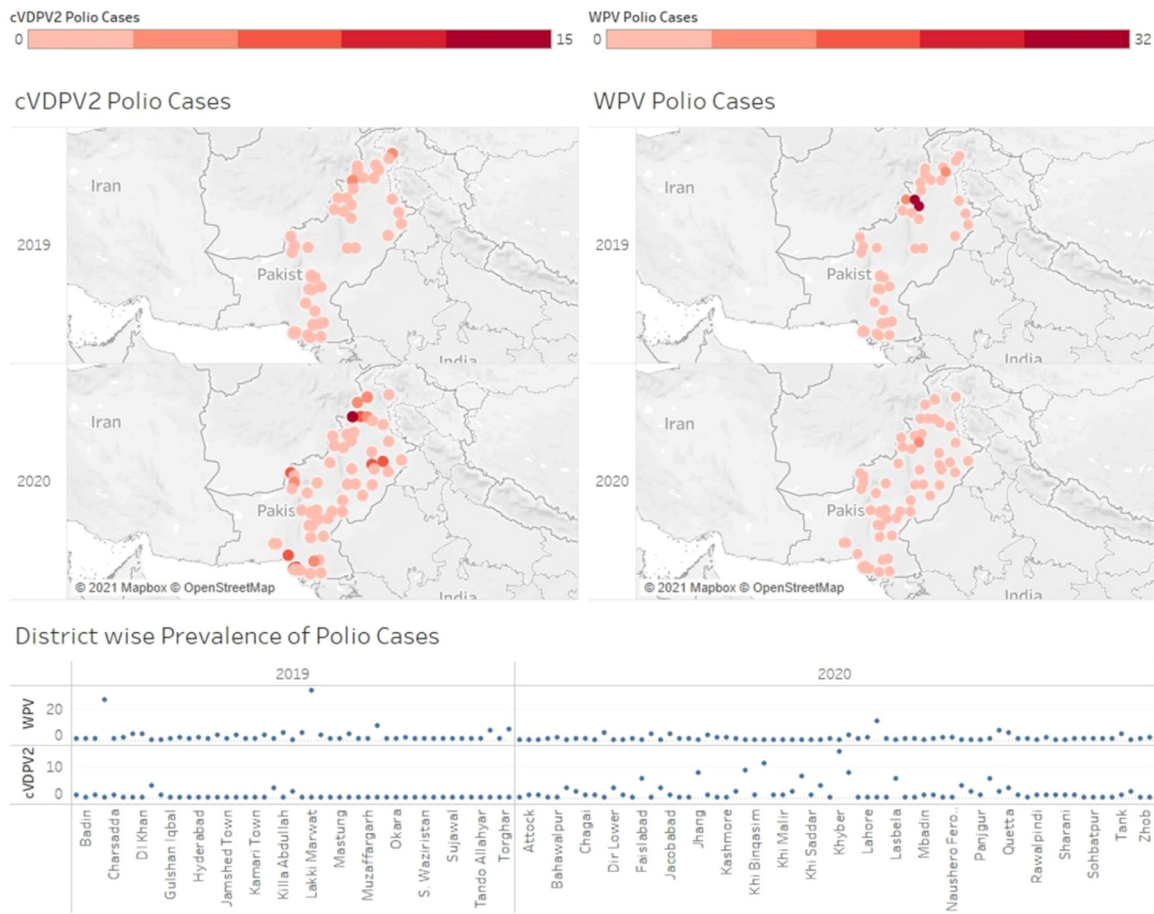 cVDPV2 Polio Cases
0 15
WPV Polio Cases
0 32
cVDPV2 Polio Cases
WPV Polio Cases
2019
Iran
Pakist
India
2019
Iran
Pakist
India
2020
Iran
Pakis
India
© 2021 Mapbox © OpenStreetMap
2020
Iran
Pakis
India
© 2021 Mapbox © OpenStreetMap
District wise Prevalence of Polio Cases
2019 2020
WPV
20
0
cVDPV2
10
0
Badin
Charsadda
DI Khan
Gulshan Iqbal
Hyderabad
Jamshed Town
Kamari Town
Killa Abdullah
Lakki Marwat
Mastung
Muzaffargarh
Okara
S. Waziristan
Sujawal
Tando Allahyar
Torghar
Attock
Bahawalpur
Chagai
Dir Lower
Faislabad
Jacobabad
Jhang
Kashmore
Khi Binqasim
Khi Malir
Khi Saddar
Khyber
Lahore
Lasbela
Mbadin
Naushero Fero..
Panjgur
Quetta
Rawalpindi
Sharani
Sohbatpur
Tank
Zhob